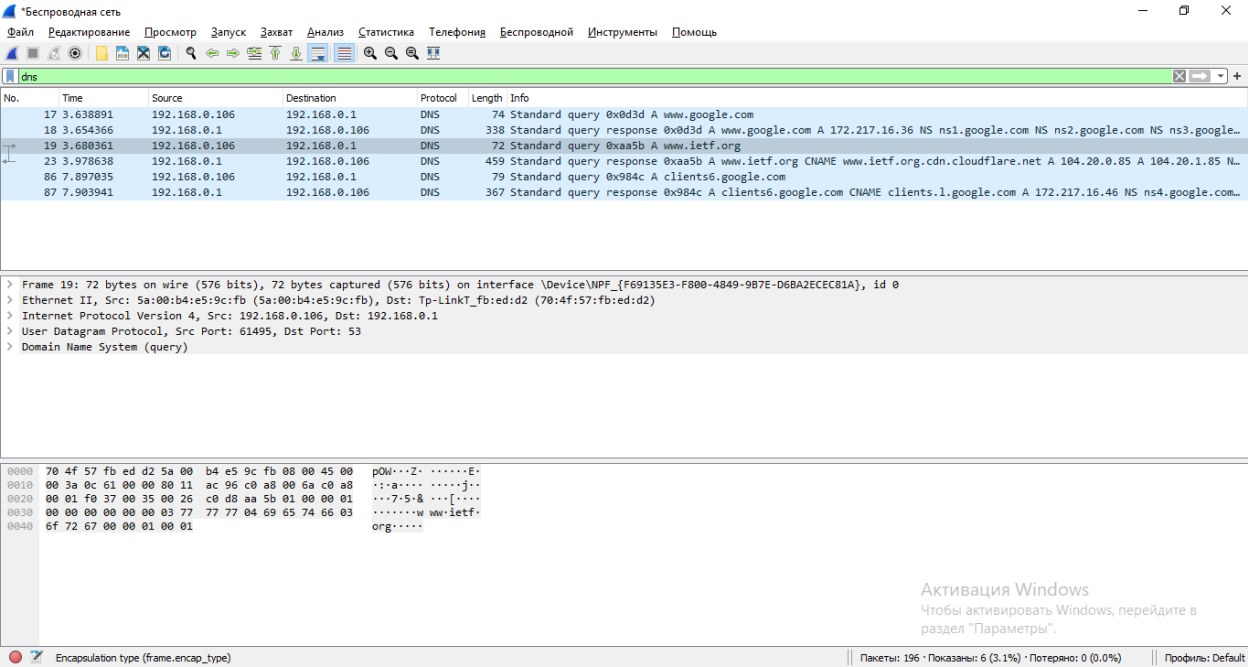 *Беспроводная сеть
Файл Редактирование Просмотр Запуск Захват Анализ Статистика Телефония Беспроводной Инструменты Помощь
dns
No. Time Source Destination Protocol Length Info
17 3.638891 192.168.0.106 192.168.0.1 DNS 74 Standard query 0x0d3d A www.google.com
18 3.654366 192.168.0.1 192.168.0.106 DNS 338 Standard query response 0x0d3d A www.google.com A 172.217.16.36 NS ns1.google.com NS ns2.google.com NS ns3.google…
19 3.680361 192.168.0.106 192.168.0.1 DNS 72 Standard query 0xaa5b A www.ietf.org
23 3.978638 192.168.0.1 192.168.0.106 DNS 459 Standard query response 0xaa5b A www.ietf.org CNAME www.ietf.org.cdn.cloudflare.net A 104.20.0.85 A 104.20.1.85 N…
86 7.897035 192.168.0.106 192.168.0.1 DNS 79 Standard query 0x984c A clients6.google.com
87 7.903941 192.168.0.1 192.168.0.106 DNS 367 Standard query response 0x984c A clients6.google.com CNAME clients.l.google.com A 172.217.16.46 NS ns4.google.com…
Frame 19: 72 bytes on wire (576 bits), 72 bytes captured (576 bits) on interface \Device\NPF_{F69135E3-F800-4849-9B7E-D6BA2ECEC81A}, id 0
Ethernet II, Src: 5a:00:b4:e5:9c:fb (5a:00:b4:e5:9c:fb), Dst: Tp-LinkT_fb:ed:d2 (70:4f:57:fb:ed:d2)
Internet Protocol Version 4, Src: 192.168.0.106, Dst: 192.168.0.1
User Datagram Protocol, Src Port: 61495, Dst Port: 53
Domain Name System (query)
0000 70 4f 57 fb ed d2 5a 00 b4 e5 9c fb 08 00 45 00 pOW···Z· ······E·
0010 00 3a 0c 61 00 00 80 11 ac 96 c0 a8 00 6a c0 a8 ·:·a···· ·····j··
0020 00 01 f0 37 00 35 00 26 c0 d8 aa 5b 01 00 00 01 ···7·5·& ···[····
0030 00 00 00 00 00 00 03 77 77 77 04 69 65 74 66 03 ·······w ww·ietf·
0040 6f 72 67 00 00 01 00 01 org·····
Активация Windows
Чтобы активировать Windows, перейдите в
раздел "Параметры".
Encapsulation type (frame.encap_type) Пакеты: 196 · Показаны: 6 (3.1%) · Потеряно: 0 (0.0%) Профиль: Default